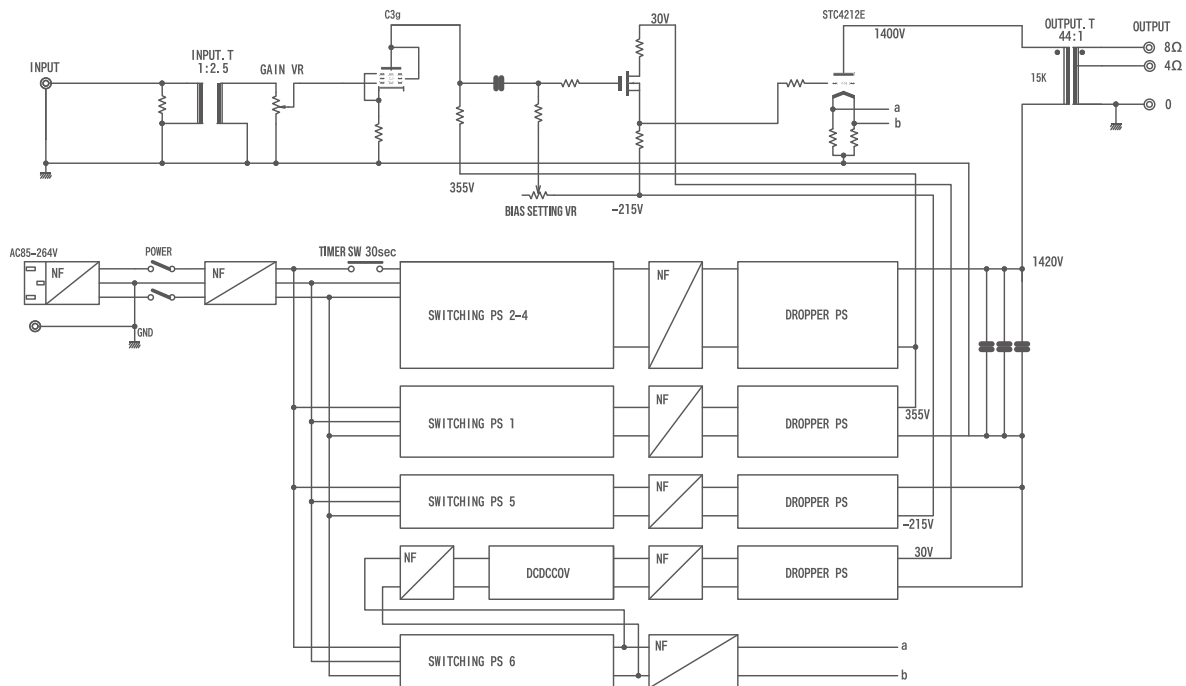 C3g
30V
STC4212E
1400V
OUTPUT.T
44:1
OUTPUT
8Ω
4Ω
0
15K
INPUT
INPUT.T
1:2.5
GAIN VR
a
b
355V
BIAS SETTING VR
-215V
AC85-264V
NF
POWER
NF
TIMER SW 30sec
GND
SWITCHING PS 2-4
NF
DROPPER PS
1420V
SWITCHING PS 1
NF
DROPPER PS
355V
SWITCHING PS 5
NF
DROPPER PS
-215V
NF
DCDCCOV
NF
DROPPER PS
30V
SWITCHING PS 6
NF
a
b